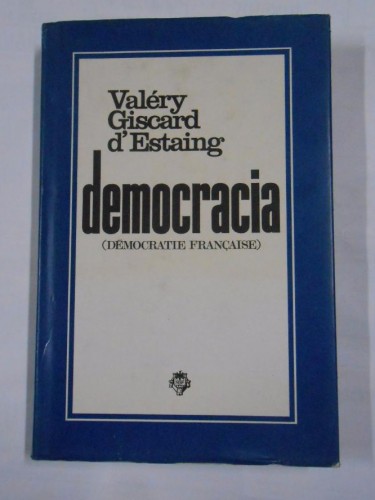 Valéry
Giscard
d'Estaing
democracia
(DÉMOCRATIE FRANÇAISE)